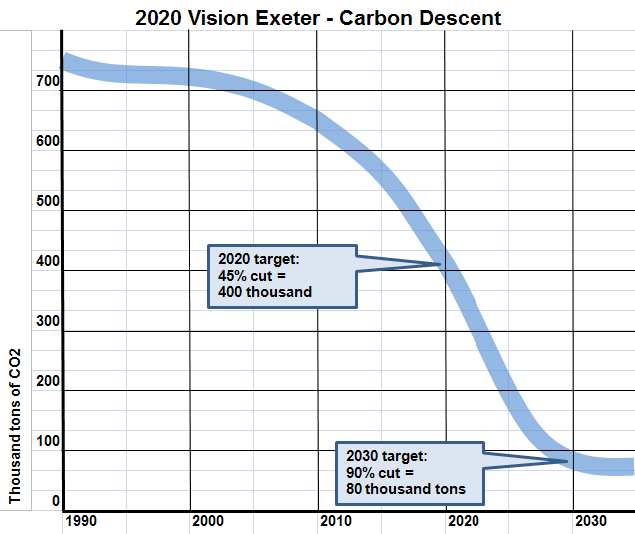 2020 Vision Exeter - Carbon Descent
700
600
500
400
300
200
100
0
Thousand tons of CO2
2020 target:
45% cut =
400 thousand
2030 target:
90% cut =
80 thousand tons
1990
2000
2010
2020
2030